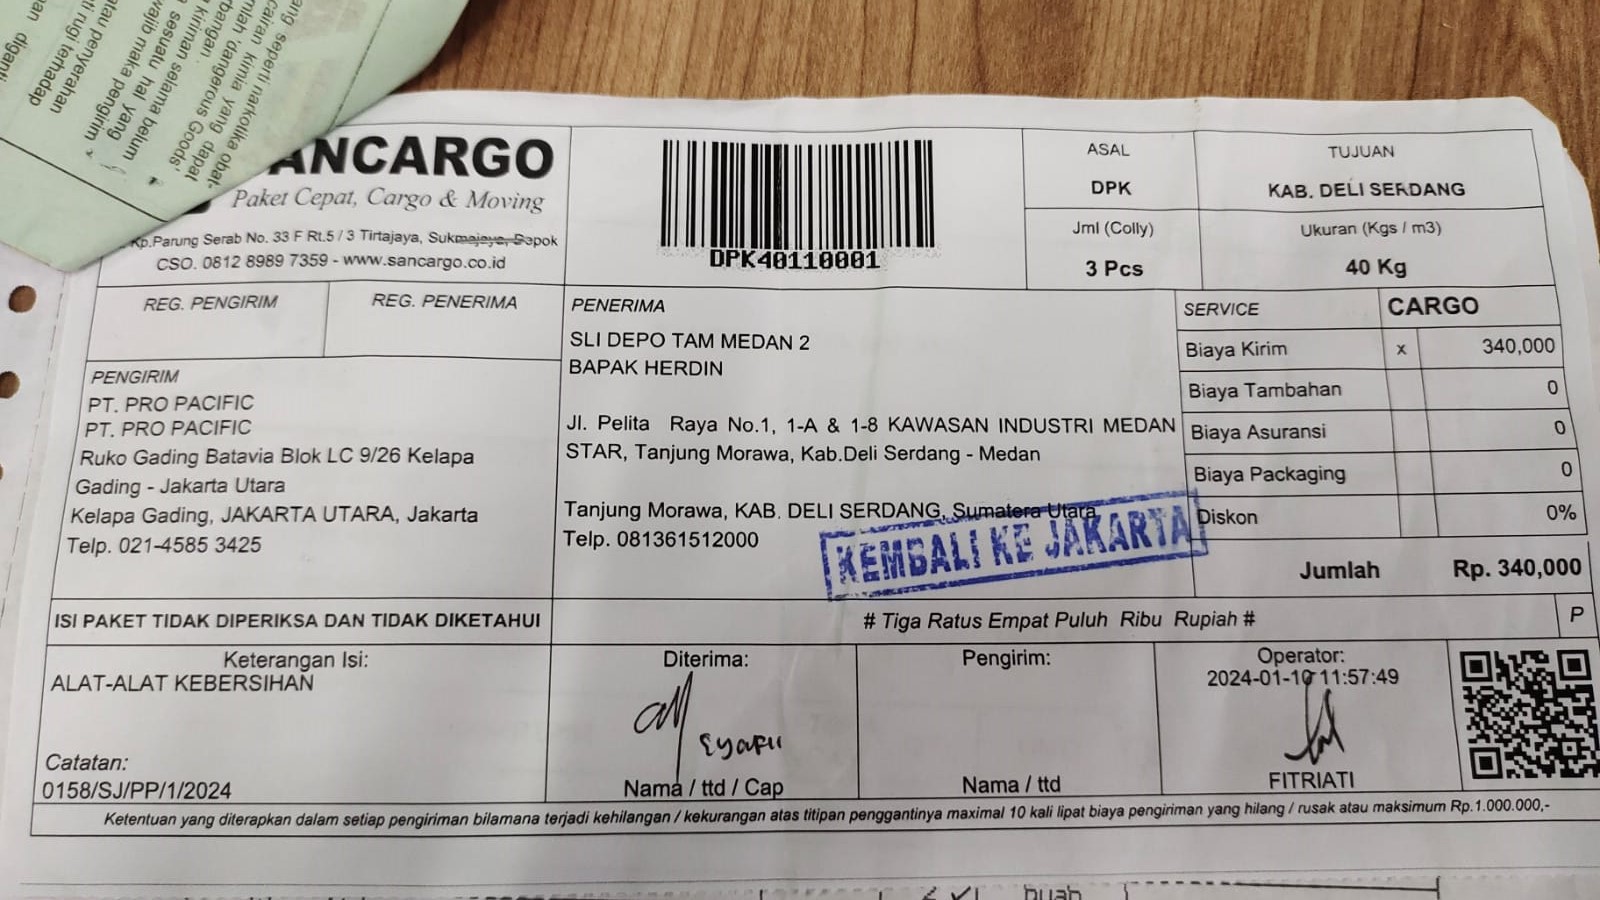 ang seperti narkotika obat-
cairan kimia yang dapat
rmiah 'dangerous Goods'
rbangan.
kiriman selama belum
sesuatu hal yang
wajib maka pengirim
atau penyerahan
ti rugi terhadap
diganti
ANCARGO
Paket Cepat, Cargo & Moving
Kp.Parung Serab No. 33 F Rt.5 / 3 Tirtajaya, Sukmajaya, Depok
CSO. 0812 8989 7359 - www.sancargo.co.id
DPK40110001
ASAL
DPK
TUJUAN
KAB. DELI SERDANG
Jml (Colly)
3 Pcs
Ukuran (Kgs / m3)
40 Kg
REG. PENGIRIM
REG. PENERIMA
PENGIRIM
PT. PRO PACIFIC
PT. PRO PACIFIC
Ruko Gading Batavia Blok LC 9/26 Kelapa
Gading - Jakarta Utara
Kelapa Gading, JAKARTA UTARA, Jakarta
Telp. 021-4585 3425
PENERIMA
SLI DEPO TAM MEDAN 2
BAPAK HERDIN
Jl. Pelita Raya No.1, 1-A & 1-8 KAWASAN INDUSTRI MEDAN
STAR, Tanjung Morawa, Kab.Deli Serdang - Medan
Tanjung Morawa, KAB. DELI SERDANG, Sumatera Utara
Telp. 081361512000
KEMBALI KE JAKARTA
SERVICE CARGO
Biaya Kirim x 340,000
Biaya Tambahan 0
Biaya Asuransi 0
Biaya Packaging 0
Diskon 0%
Jumlah Rp. 340,000
ISI PAKET TIDAK DIPERIKSA DAN TIDAK DIKETAHUI
# Tiga Ratus Empat Puluh Ribu Rupiah #
P
Keterangan Isi:
ALAT-ALAT KEBERSIHAN
Catatan:
0158/SJ/PP/1/2024
Diterima:
Syafii
Nama / ttd / Cap
Pengirim:
Nama / ttd
Operator:
2024-01-10 11:57:49
FITRIATI
Ketentuan yang diterapkan dalam setiap pengiriman bilamana terjadi kehilangan / kekurangan atas titipan penggantinya maximal 10 kali lipat biaya pengiriman yang hilang / rusak atau maksimum Rp.1.000.000,-
buah